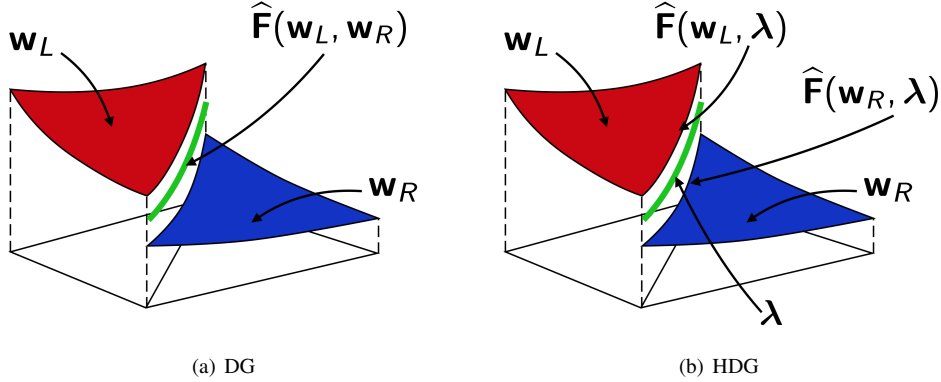 w_L
F̂(w_L, w_R)
w_R
(a) DG
w_L
F̂(w_L, λ)
F̂(w_R, λ)
w_R
λ
(b) HDG